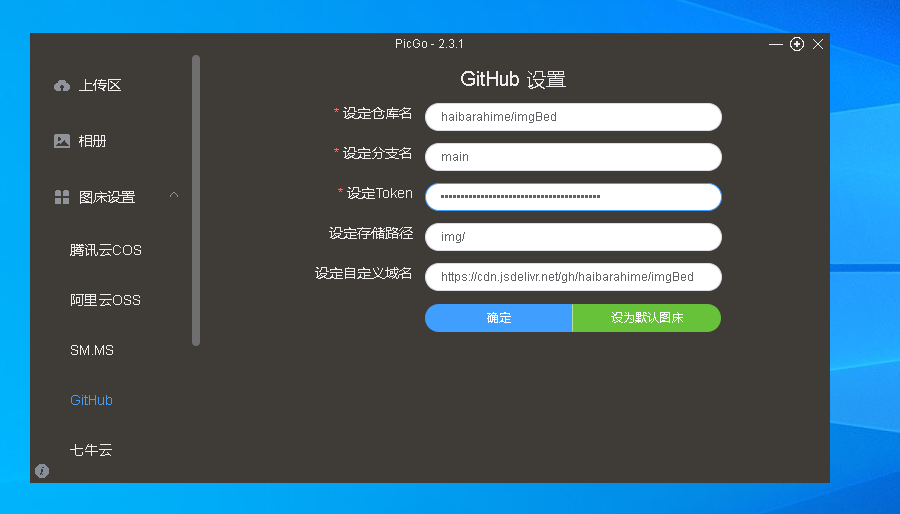 PicGo - 2.3.1
上传区
相册
图床设置
腾讯云COS
阿里云OSS
SM.MS
GitHub
七牛云
GitHub 设置
* 设定仓库名 haibarahime/imgBed
* 设定分支名 main
* 设定Token ••••••••••••••••••••••••••••••••••••••••
设定存储路径 img/
设定自定义域名 https://cdn.jsdelivr.net/gh/haibarahime/imgBed
确定 设为默认图床